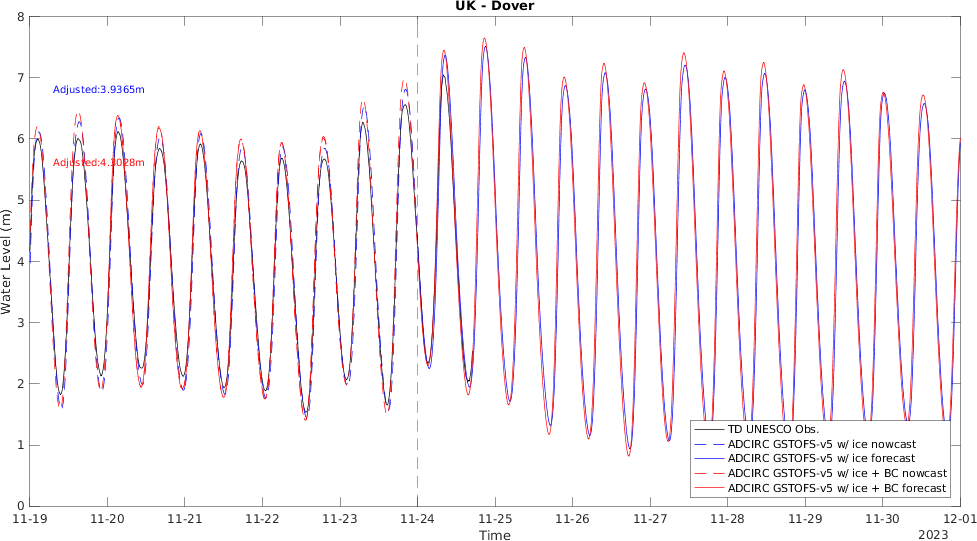 UK - Dover
8
7
6
5
4
3
2
1
0
Water Level (m)
Adjusted:3.9365m
Adjusted:4.3028m
TD UNESCO Obs.
ADCIRC GSTOFS-v5 w/ ice nowcast
ADCIRC GSTOFS-v5 w/ ice forecast
ADCIRC GSTOFS-v5 w/ ice + BC nowcast
ADCIRC GSTOFS-v5 w/ ice + BC forecast
11-19 11-20 11-21 11-22 11-23 11-24 11-25 11-26 11-27 11-28 11-29 11-30 12-01
Time
2023